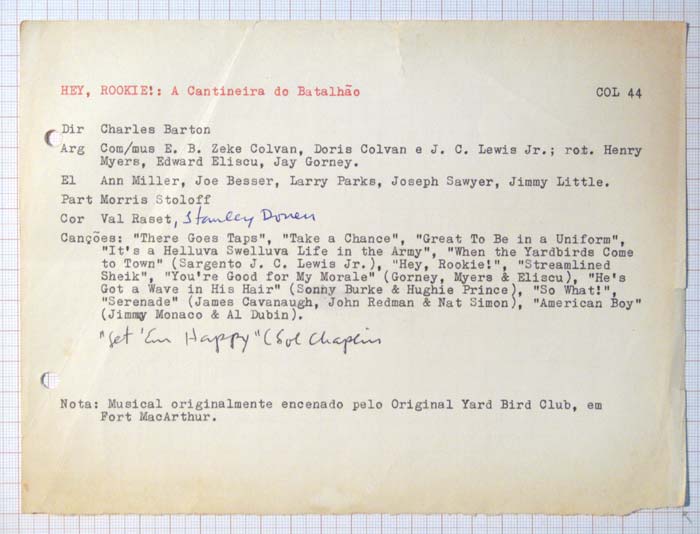 HEY, ROOKIE!: A Cantineira do Batalhão COL 44
Dir Charles Barton
Arg Com/mus E. B. Zeke Colvan, Doris Colvan e J. C. Lewis Jr.; rot. Henry
Myers, Edward Eliscu, Jay Gorney.
El Ann Miller, Joe Besser, Larry Parks, Joseph Sawyer, Jimmy Little.
Part Morris Stoloff
Cor Val Raset, Stanley Donen
Canções: "There Goes Taps", "Take a Chance", "Great To Be in a Uniform",
"It's a Helluva Swelluva Life in the Army", "When the Yardbirds Come
to Town" (Sargento J. C. Lewis Jr.), "Hey, Rookie!", "Streamlined
Sheik", "You're Good for My Morale" (Gorney, Myers & Eliscu), "He's
Got a Wave in His Hair" (Sonny Burke & Hughie Prince), "So What!",
"Serenade" (James Cavanaugh, John Redman & Nat Simon), "American Boy"
(Jimmy Monaco & Al Dubin).
"Get 'Em Happy" (Sol Chaplin
Nota: Musical originalmente encenado pelo Original Yard Bird Club, em
Fort MacArthur.